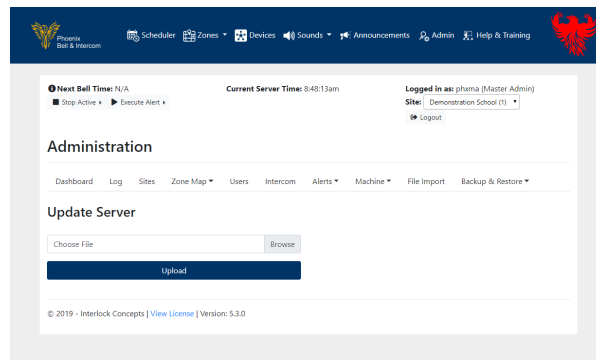 Phoenix
Bell & Intercom
Scheduler Zones Devices Sounds Announcements Admin Help & Training
Next Bell Time: N/A Current Server Time: 8:48:13am Logged in as: phxma (Master Admin)
Stop Active Execute Alert Site: Demonstration School (1)
Logout
Administration
Dashboard Log Sites Zone Map Users Intercom Alerts Machine File Import Backup & Restore
Update Server
Choose File Browse
Upload
© 2019 - Interlock Concepts | View License | Version: 5.3.0